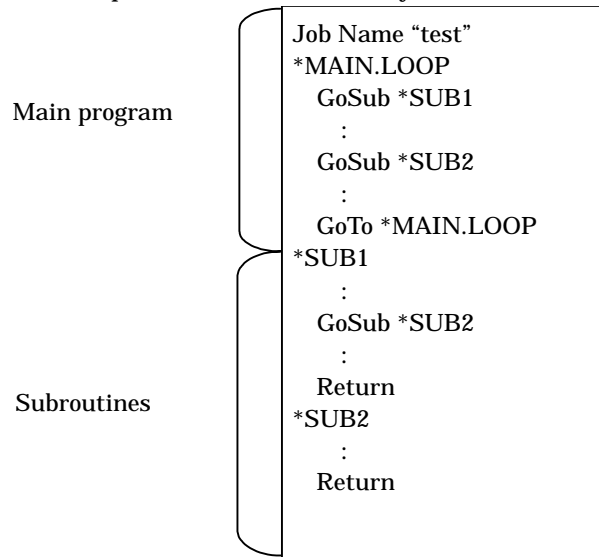 Job Name “test”
*MAIN.LOOP
Main program
GoSub *SUB1
:
GoSub *SUB2
:
GoTo *MAIN.LOOP
*SUB1
:
GoSub *SUB2
:
Return
Subroutines
*SUB2
:
Return